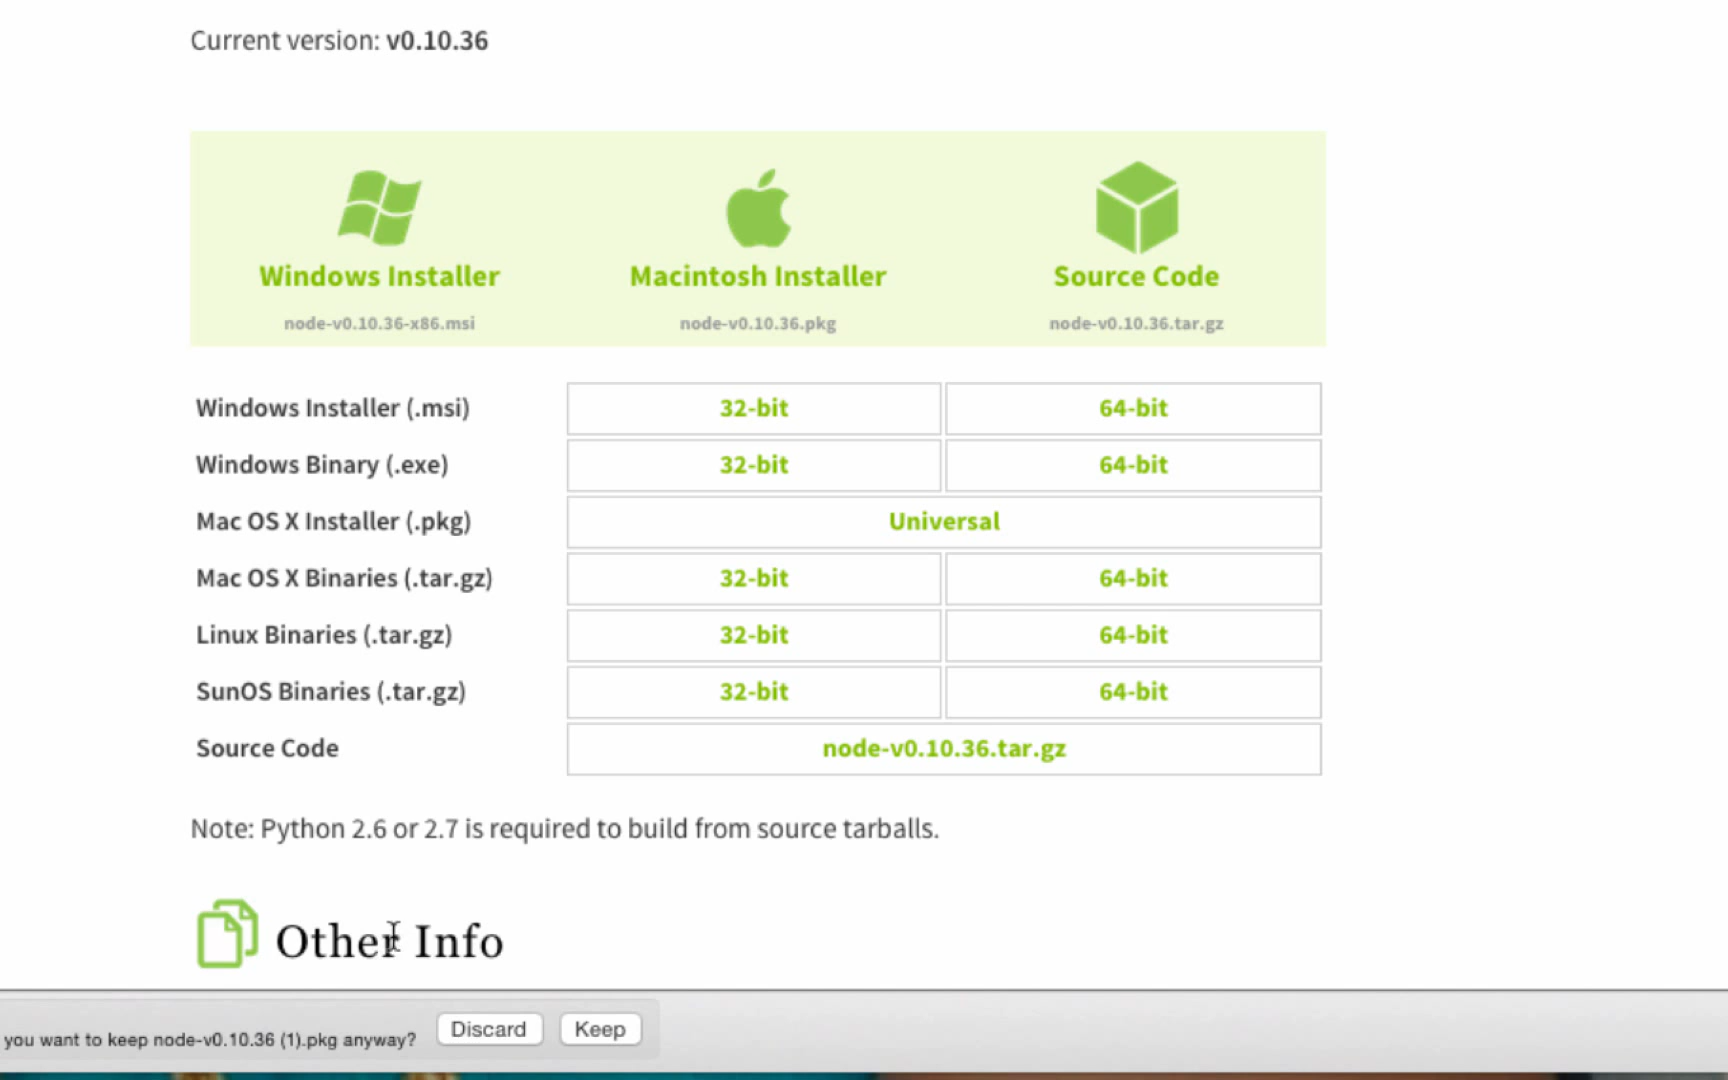 Current version: v0.10.36
Windows Installer
Macintosh Installer
Source Code
node-v0.10.36-x86.msi
node-v0.10.36.pkg
node-v0.10.36.tar.gz
Windows Installer (.msi) 32-bit 64-bit
Windows Binary (.exe) 32-bit 64-bit
Mac OS X Installer (.pkg) Universal
Mac OS X Binaries (.tar.gz) 32-bit 64-bit
Linux Binaries (.tar.gz) 32-bit 64-bit
SunOS Binaries (.tar.gz) 32-bit 64-bit
Source Code node-v0.10.36.tar.gz
Note: Python 2.6 or 2.7 is required to build from source tarballs.
Other Info
you want to keep node-v0.10.36 (1).pkg anyway? Discard Keep